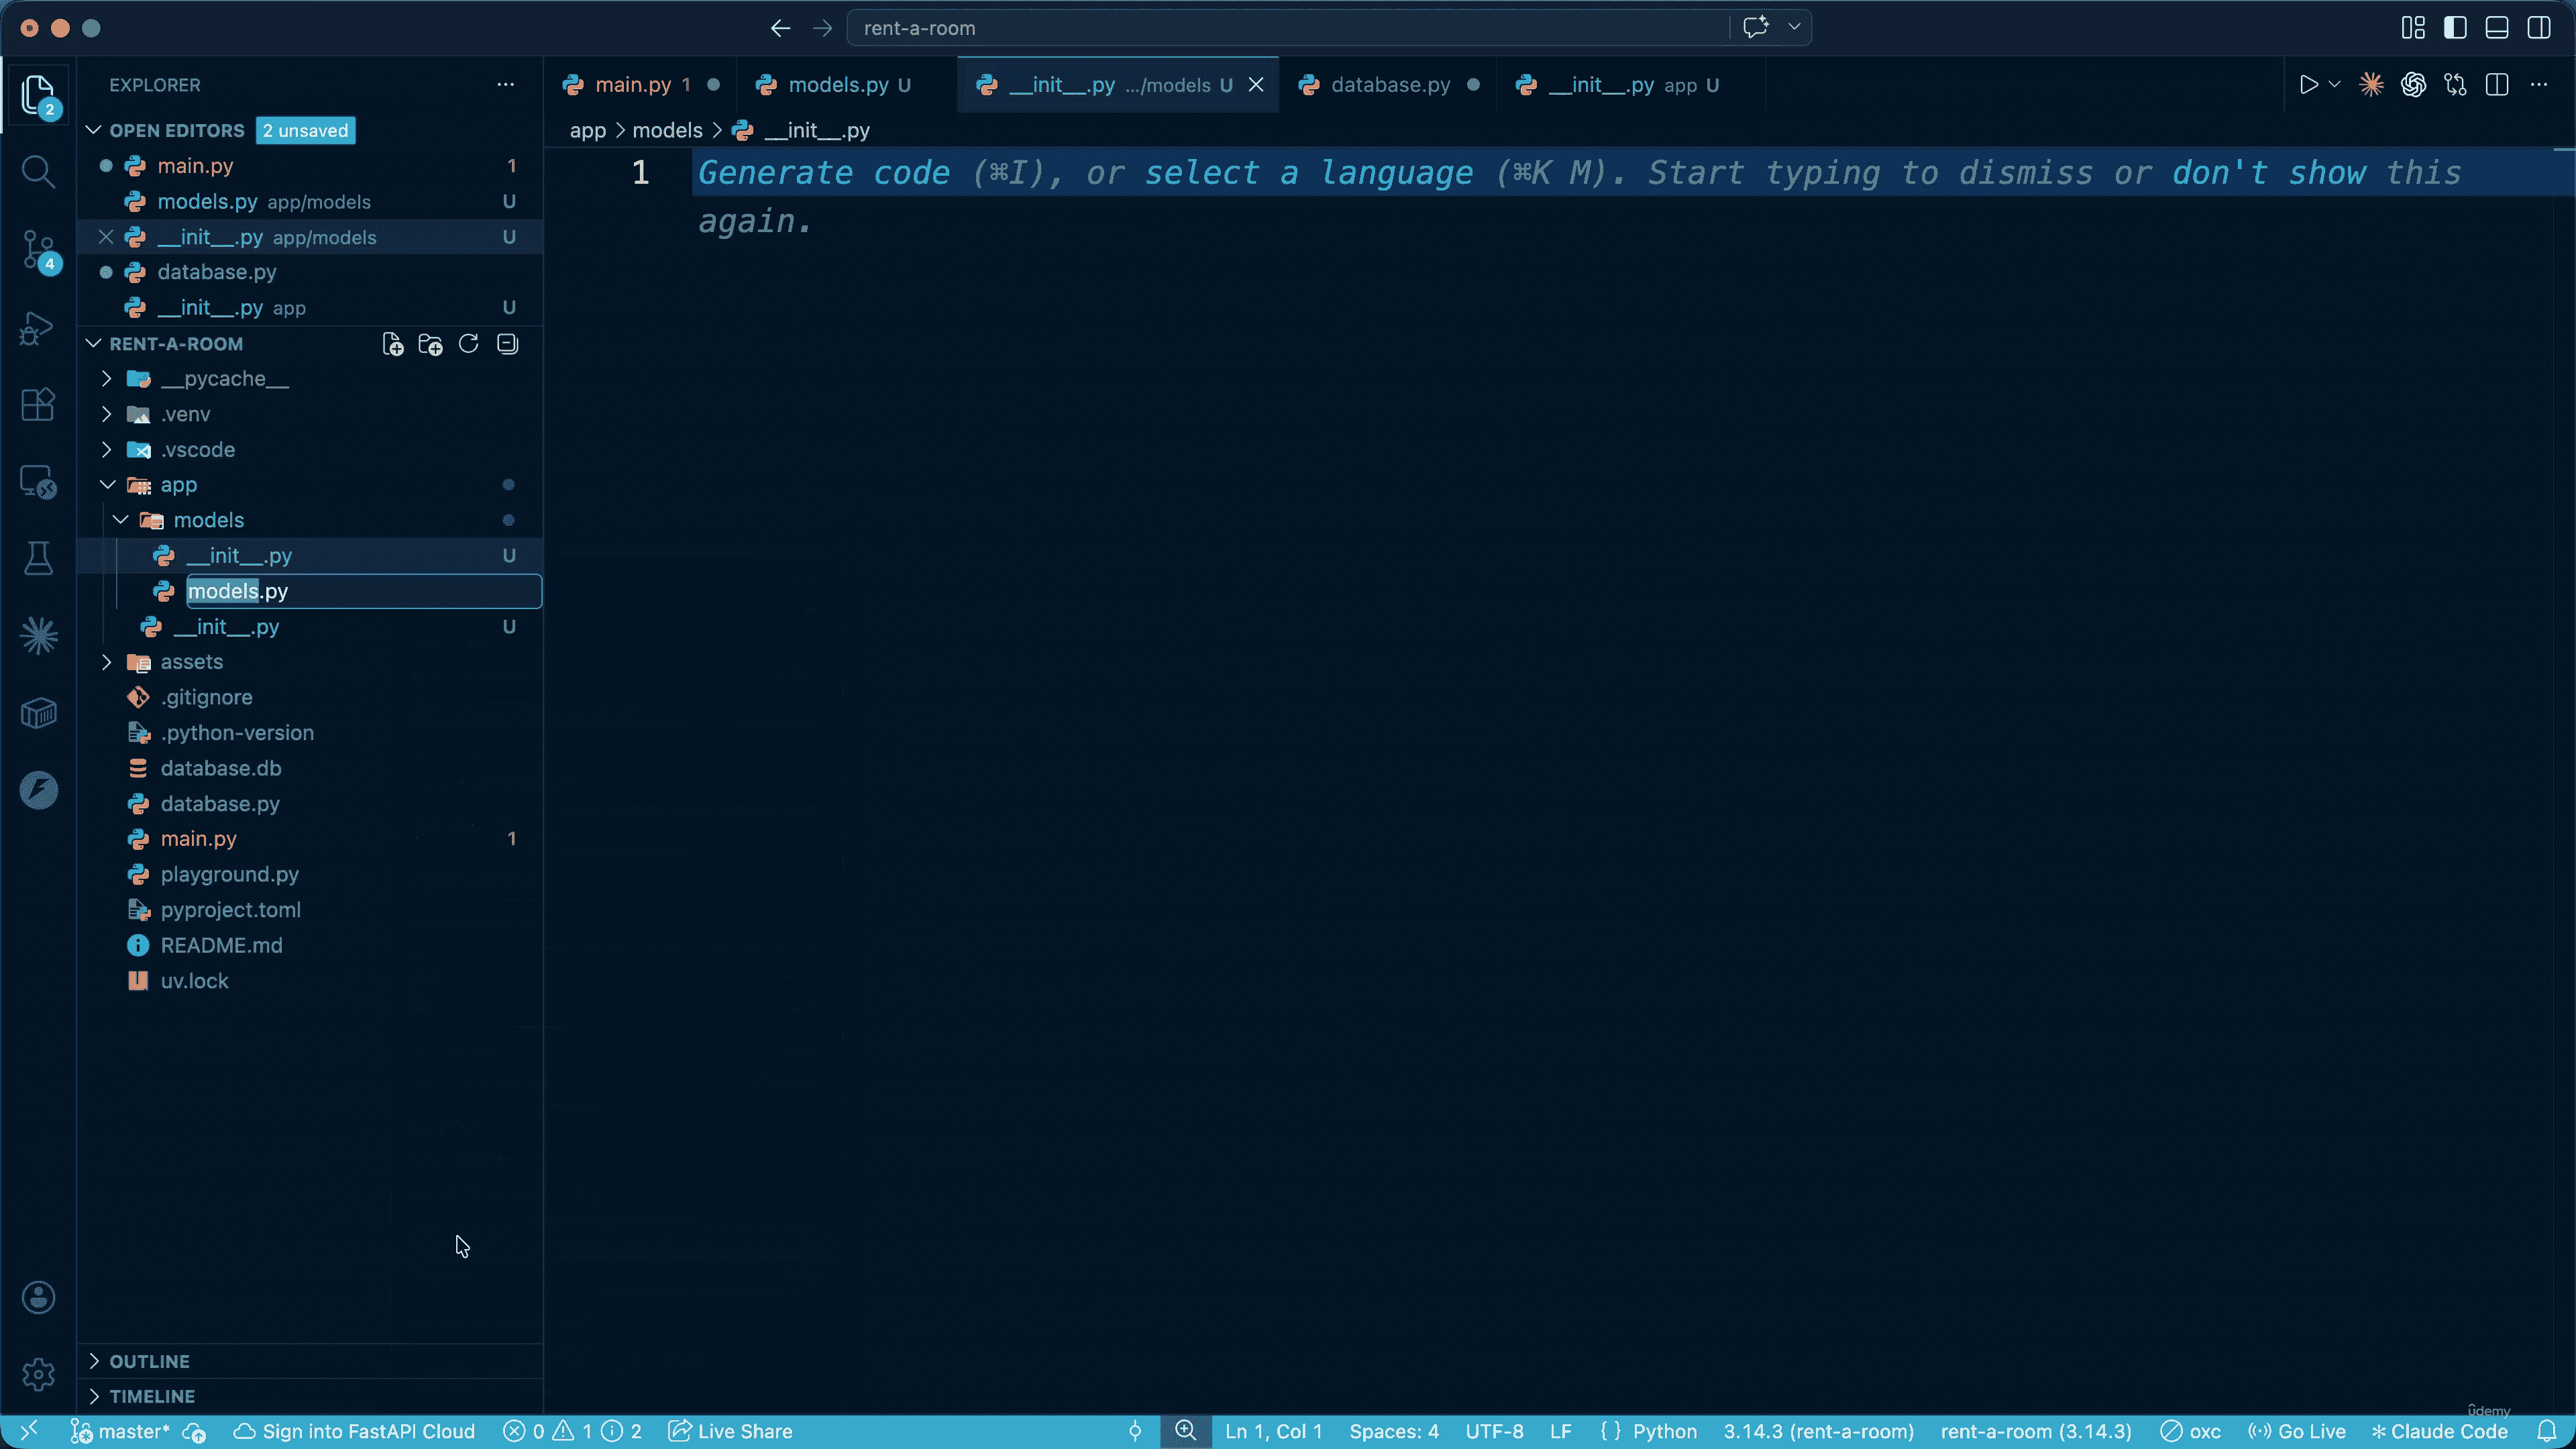 rent-a-room
EXPLORER
main.py 1
models.py U
__init__.py .../models U
database.py
__init__.py app U
2
OPEN EDITORS 2 unsaved
app > models > __init__.py
main.py 1
models.py app/models U
__init__.py app/models U
database.py
__init__.py app U
1
Generate code (⌘I), or select a language (⌘K M). Start typing to dismiss or don't show this
again.
4
RENT-A-ROOM
__pycache__
.venv
.vscode
app
models
__init__.py U
models.py
__init__.py U
assets
.gitignore
.python-version
database.db
database.py
main.py 1
playground.py
pyproject.toml
README.md
uv.lock
OUTLINE
TIMELINE
ûdemy
master* Sign into FastAPI Cloud 0 1 2 Live Share Ln 1, Col 1 Spaces: 4 UTF-8 LF { } Python 3.14.3 (rent-a-room) rent-a-room (3.14.3) oxc Go Live Claude Code